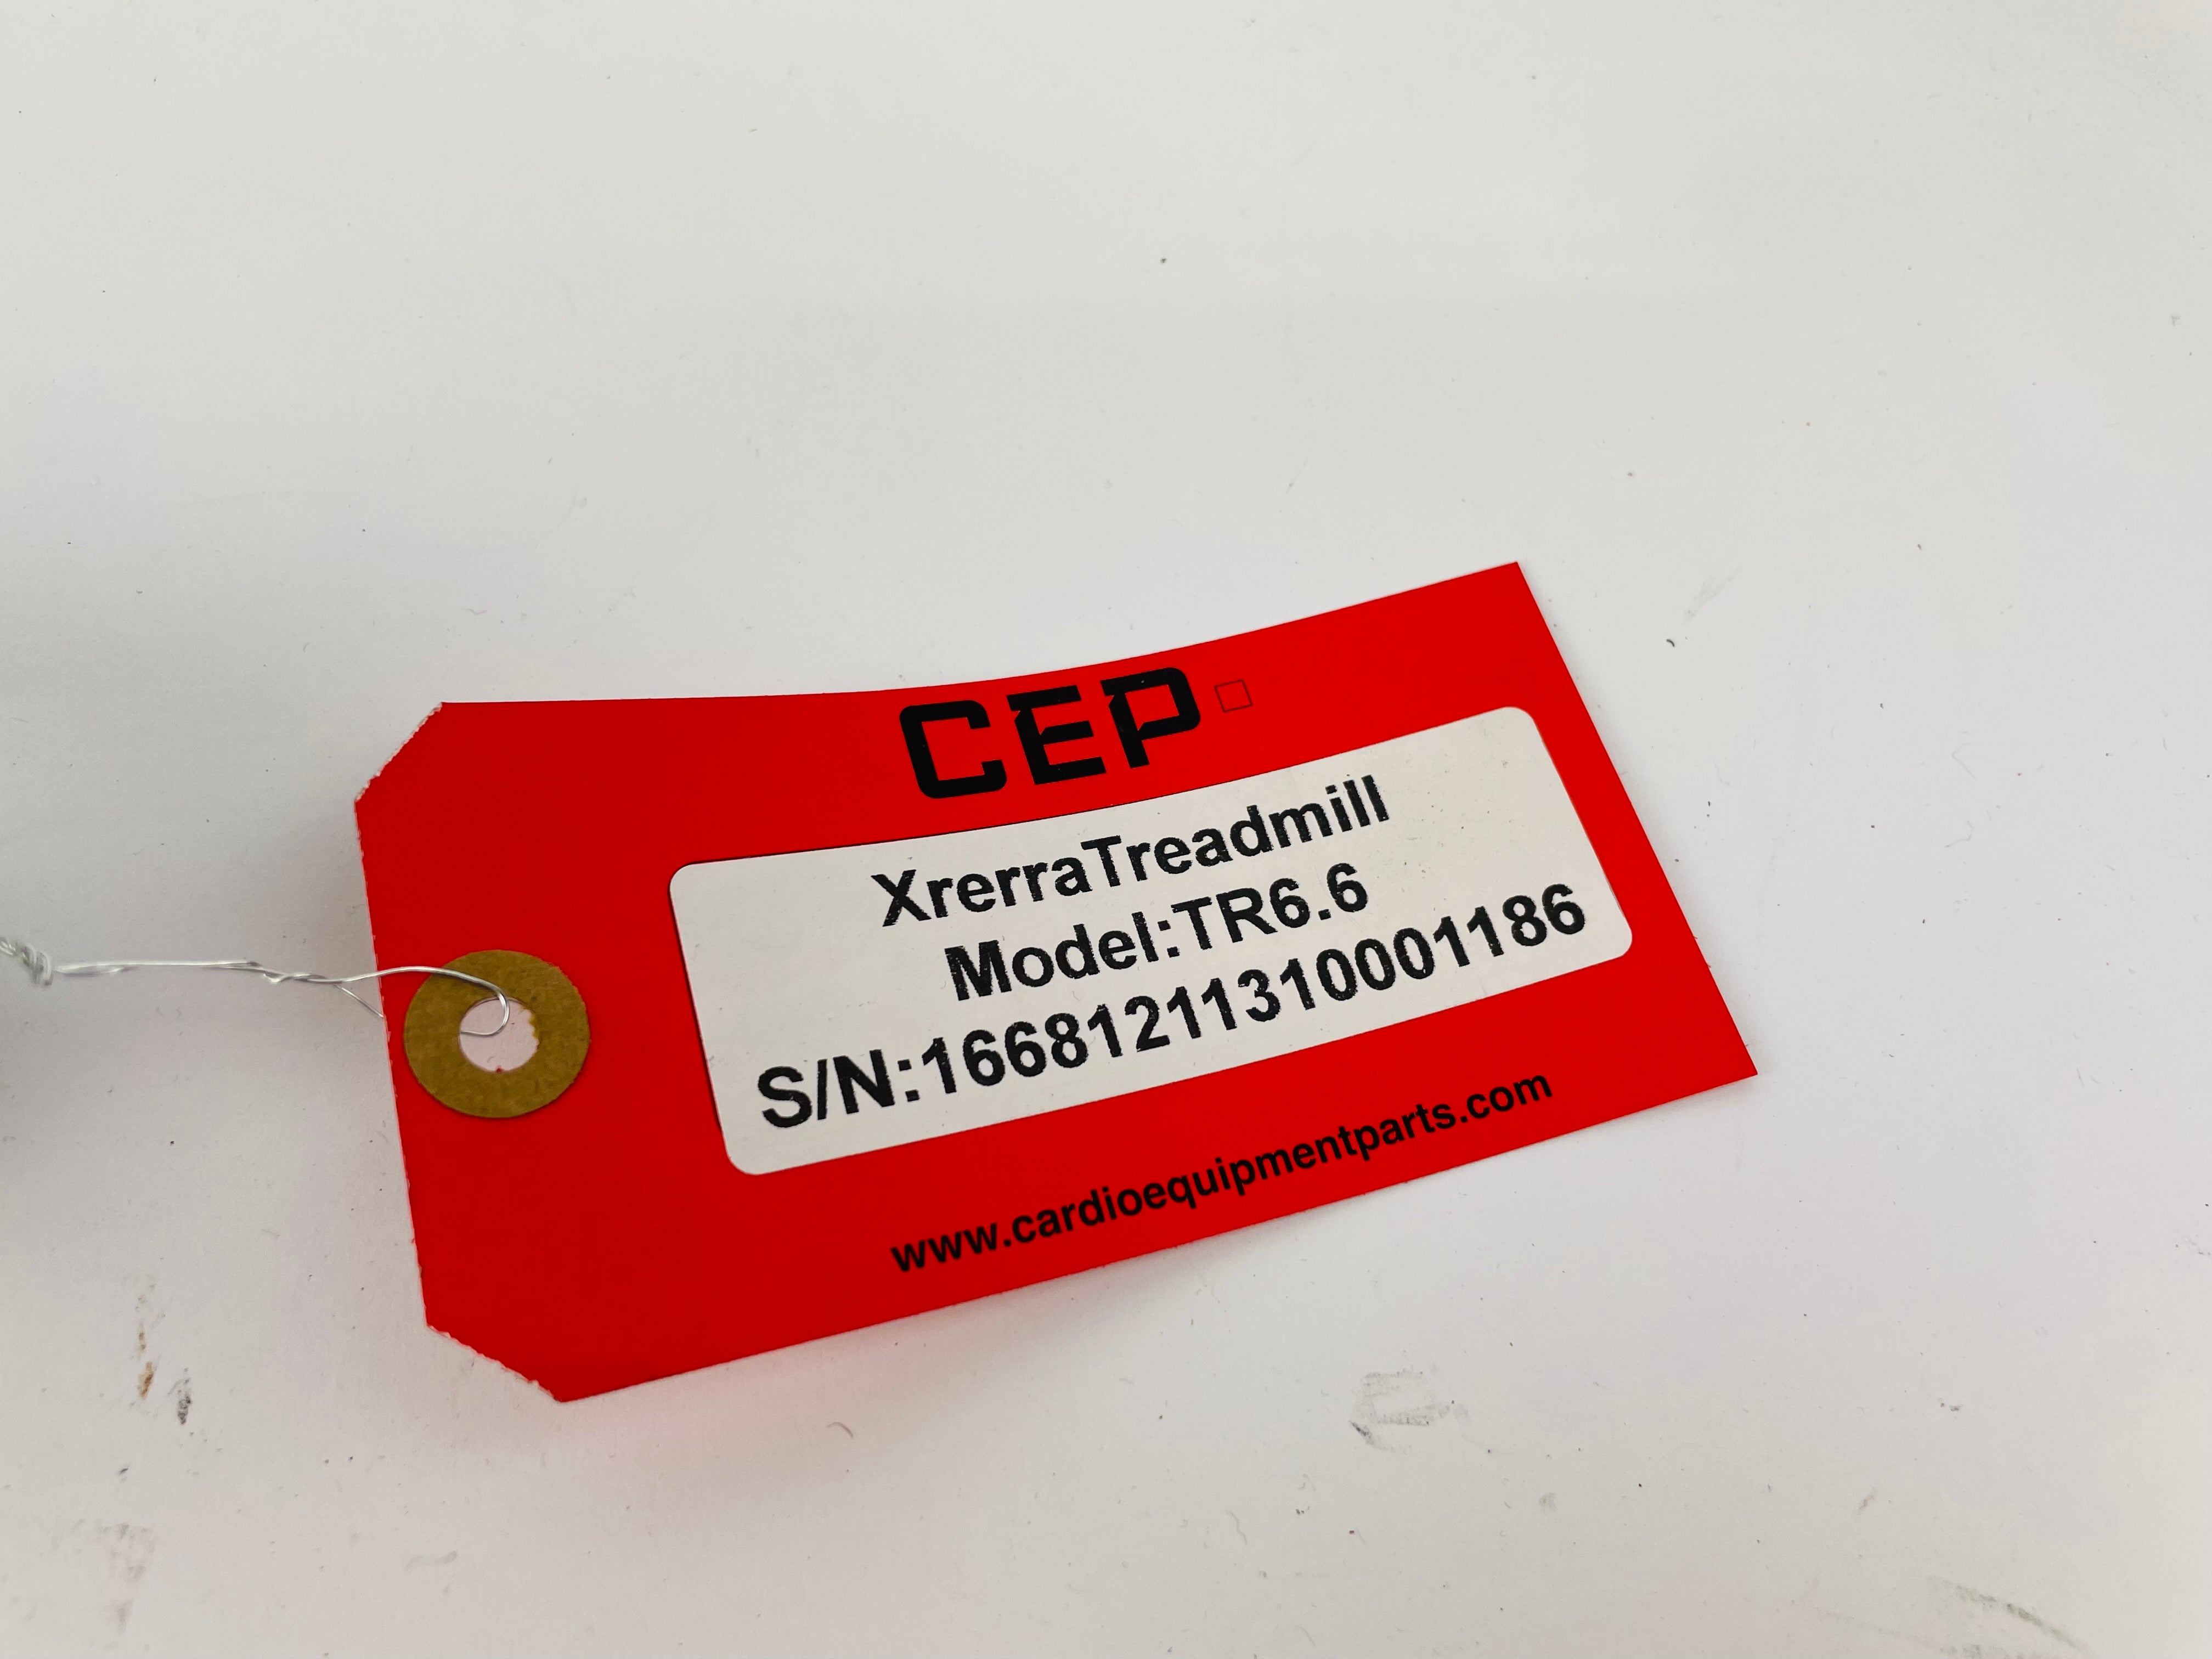 CEP
XrerraTreadmill
Model:TR6.6
S/N:16681211310001186
www.cardioequipmentparts.com